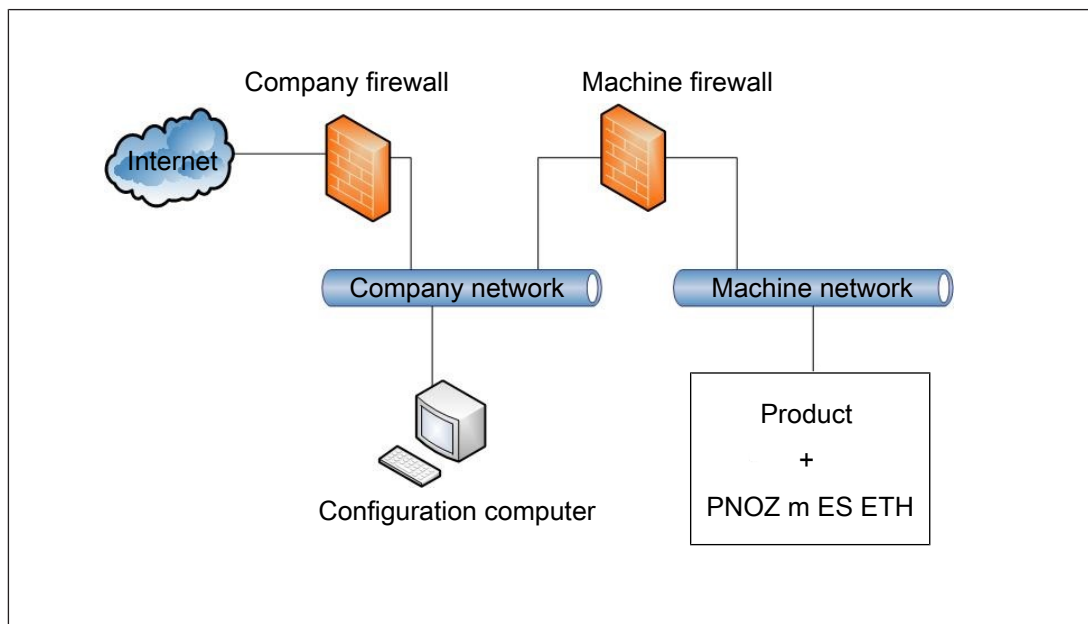 Company firewall
Machine firewall
Internet
Company network
Machine network
Product
+
PNOZ m ES ETH
Configuration computer